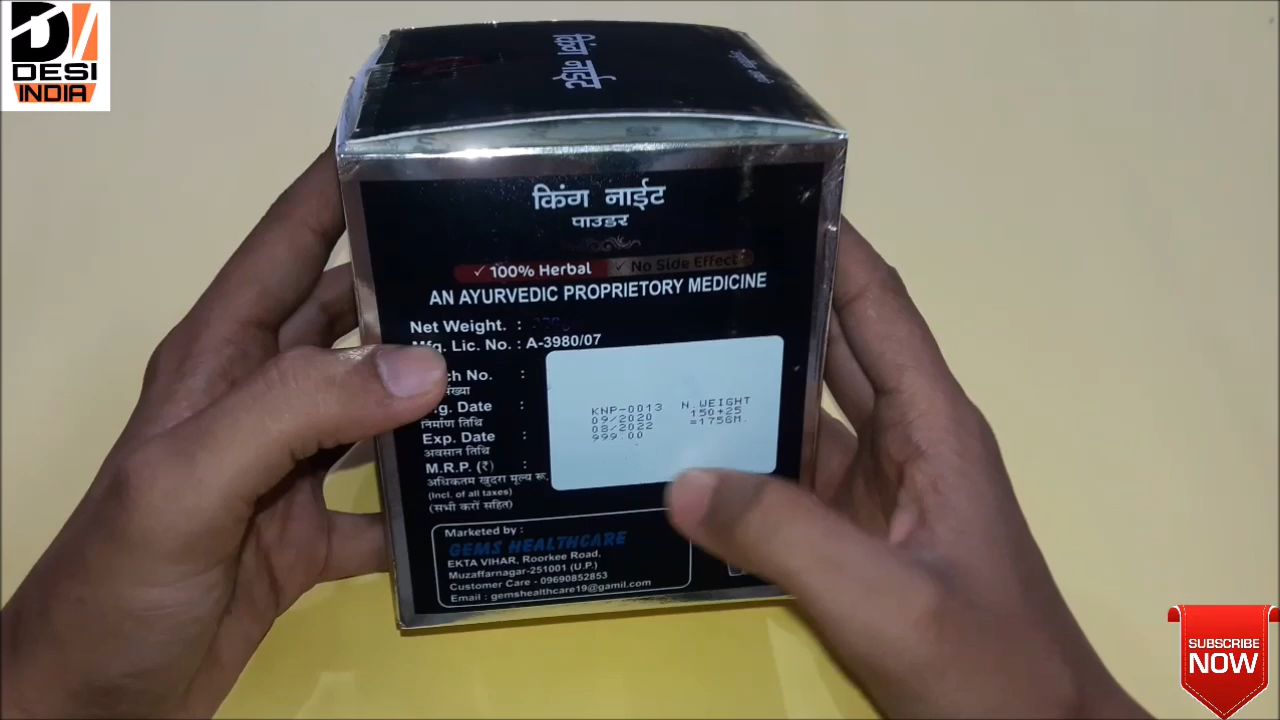 DESI
INDIA
किंग नाईट
किंग नाईट
पाउडर
✓ 100% Herbal ✓ No Side Effect
AN AYURVEDIC PROPRIETORY MEDICINE
Net Weight. :
Mfg. Lic. No. : A-3980/07
ch No. :
संख्या
g. Date :
निर्माण तिथि
Exp. Date :
अवसान तिथि
M.R.P. (₹) :
अधिकतम खुदरा मूल्य रू.
(Incl. of all taxes)
(सभी करों सहित)
KNP-0013 N.WEIGHT
09/2020 150+25
08/2022 =175GM.
999.00
Marketed by :
GEMS HEALTHCARE
EKTA VIHAR, Roorkee Road,
Muzaffarnagar-251001 (U.P.)
Customer Care - 09690852853
Email : gemshealthcare19@gamil.com
SUBSCRIBE
NOW